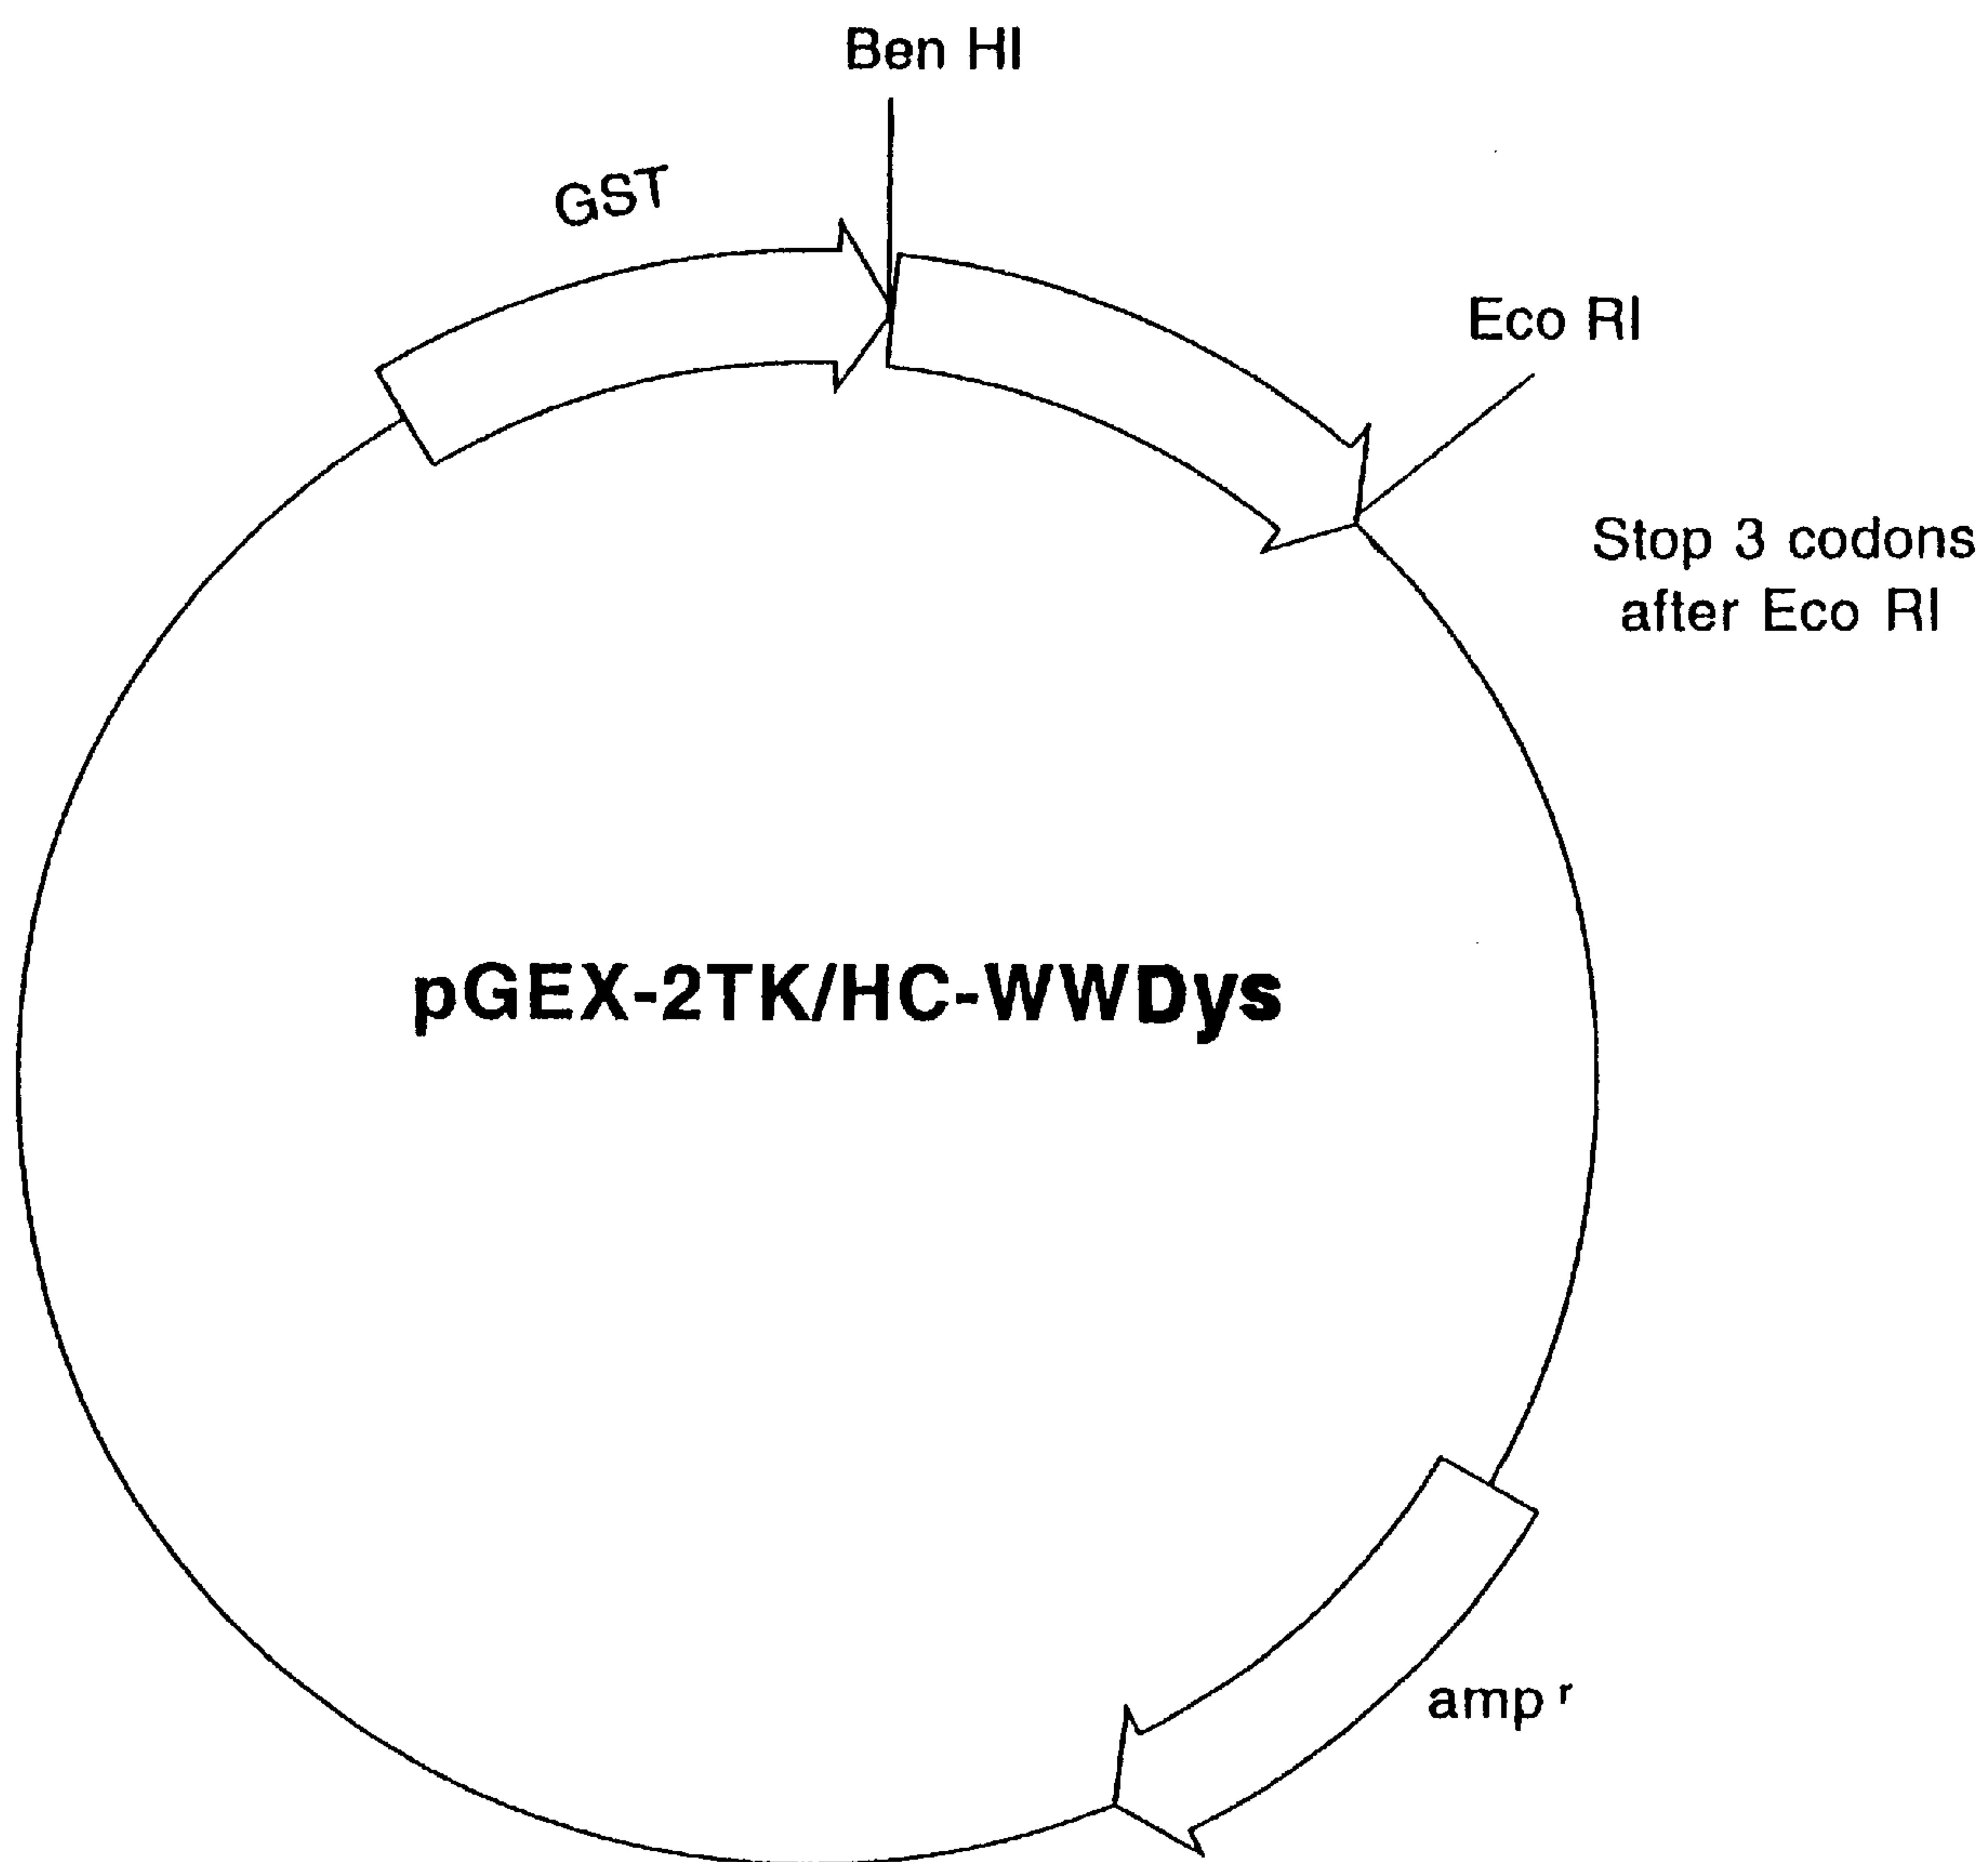 Ben HI
GST
Eco RI
Stop 3 codons
after Eco RI
pGEX-2TK/HC-WWDys
amp r